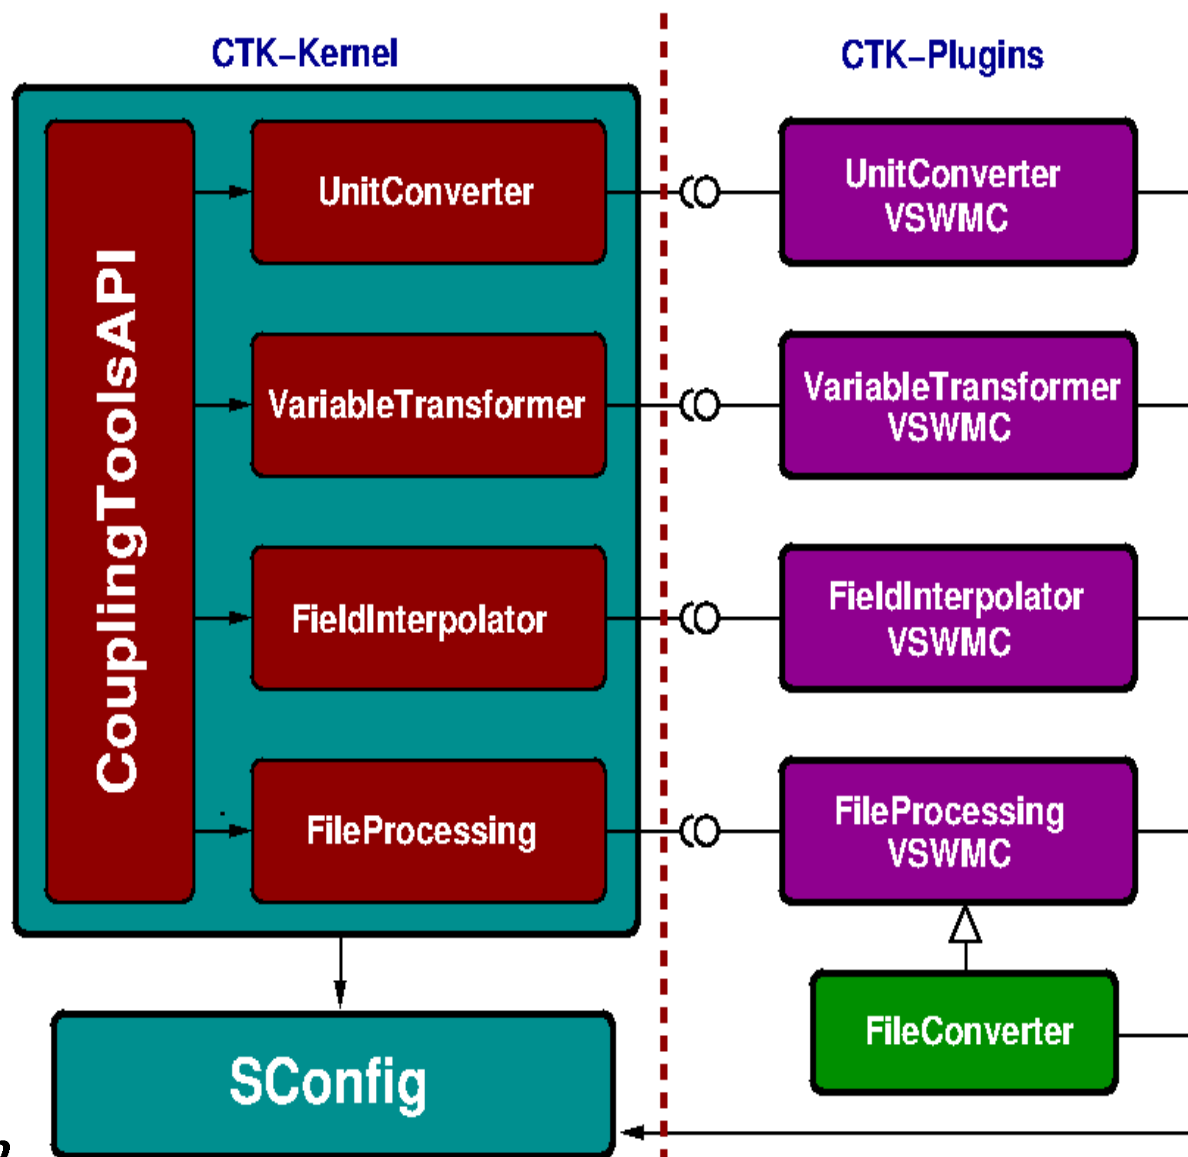 CTK–Kernel
CTK–Plugins
CouplingToolsAPI
UnitConverter
VariableTransformer
FieldInterpolator
FileProcessing
UnitConverter
VSWMC
VariableTransformer
VSWMC
FieldInterpolator
VSWMC
FileProcessing
VSWMC
FileConverter
SConfig